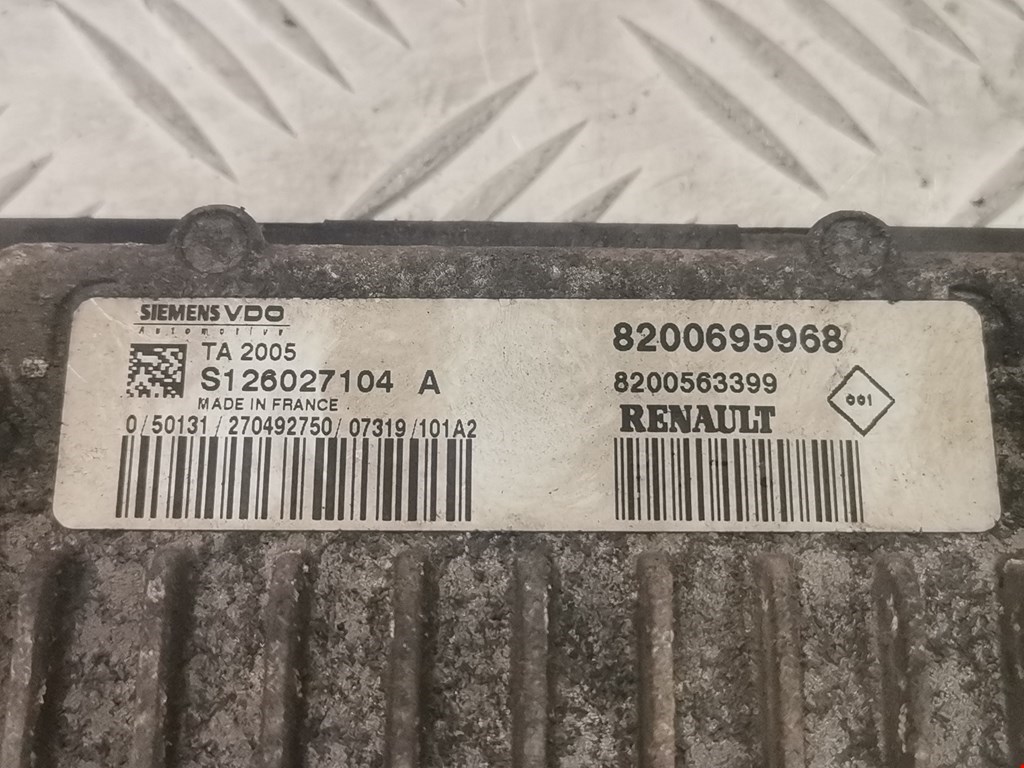 SIEMENS VDO
Automotive
TA 2005
S126027104 A
MADE IN FRANCE
0/50131/270492750/07319/101A2
8200695968
8200563399
RENAULT
001